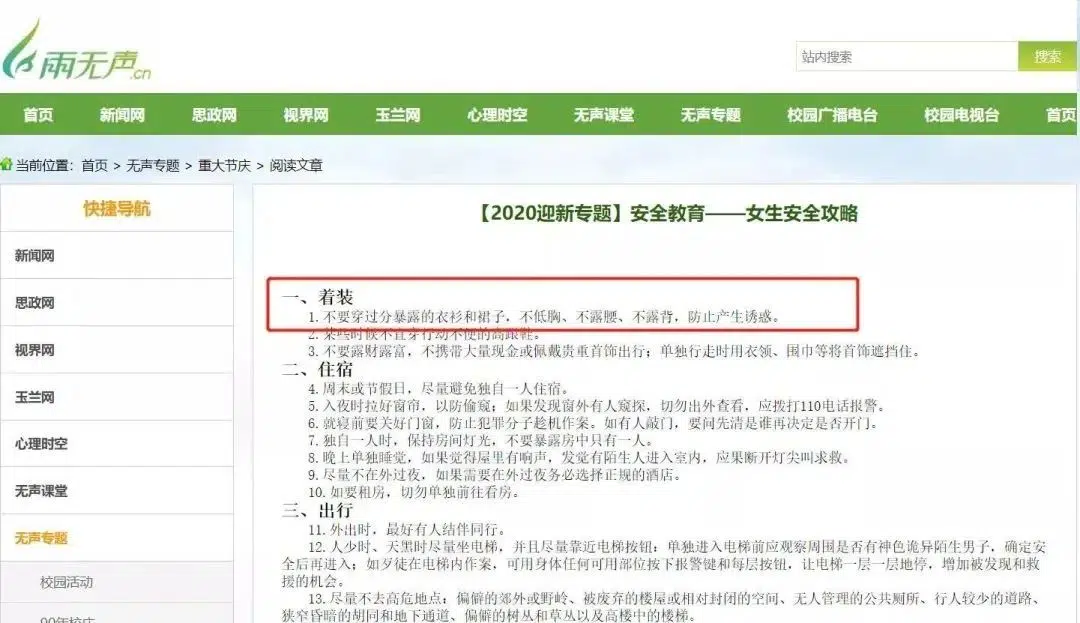 雨无声.cn
站内搜索 搜索
首页 新闻网 思政网 视界网 玉兰网 心理时空 无声课堂 无声专题 校园广播电台 校园电视台 首页
当前位置：首页 > 无声专题 > 重大节庆 > 阅读文章
快捷导航
新闻网
思政网
视界网
玉兰网
心理时空
无声课堂
无声专题
校园活动
90年校庆
【2020迎新专题】安全教育——女生安全攻略
一、着装
1. 不要穿过分暴露的衣衫和裙子，不低胸、不露腰、不露背，防止产生诱惑。
2. 某些时候不宜穿行动不便的高跟鞋。
3. 不要露财露富，不携带大量现金或佩戴贵重首饰出行；单独行走时用衣领、围巾等将首饰遮挡住。
二、住宿
4. 周末或节假日，尽量避免独自一人住宿。
5. 入夜时拉好窗帘，以防偷窥；如果发现窗外有人窥探，切勿出外查看，应拨打110电话报警。
6. 就寝前要关好门窗，防止犯罪分子趁机作案。如有人敲门，要问先清是谁再决定是否开门。
7. 独自一人时，保持房间灯光，不要暴露房中只有一人。
8. 晚上单独睡觉，如果觉得屋里有响声，发觉有陌生人进入室内，应果断开灯尖叫求救。
9. 尽量不在外过夜，如果需要在外过夜务必选择正规的酒店。
10. 如要租房，切勿单独前往看房。
三、出行
11. 外出时，最好有人结伴同行。
12. 人少时、天黑时尽量坐电梯，并且尽量靠近电梯按钮；单独进入电梯前应观察周围是否有神色诡异陌生男子，确定安
全后再进入；如歹徒在电梯内作案，可用身体任何可用部位按下报警键和每层按钮，让电梯一层一层地停，增加被发现和救
援的机会。
13. 尽量不去高危地点：偏僻的郊外或野岭、被废弃的楼屋或相对封闭的空间、无人管理的公共厕所、行人较少的道路、
狭窄昏暗的胡同和地下通道、偏僻的树丛和草丛以及高楼中的楼梯。